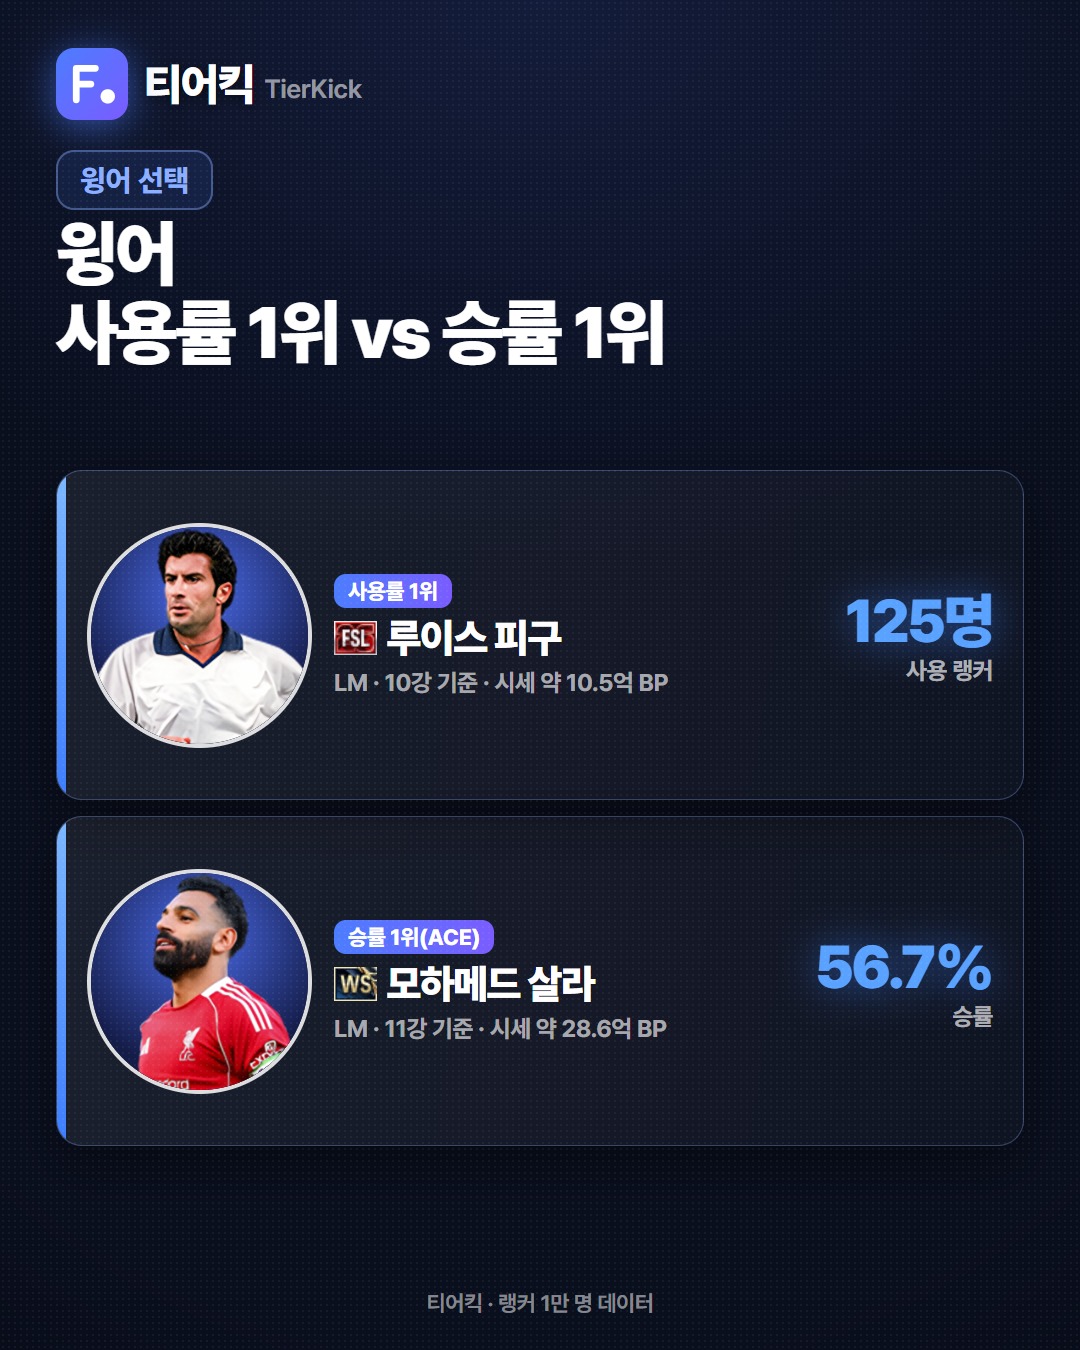 F.
티어킥 TierKick
윙어 선택
윙어
사용률 1위 vs 승률 1위
사용률 1위
FSL 루이스 피구
LM · 10강 기준 · 시세 약 10.5억 BP
125명
사용 랭커
승률 1위(ACE)
WS 모하메드 살라
LM · 11강 기준 · 시세 약 28.6억 BP
56.7%
승률
티어킥 · 랭커 1만 명 데이터